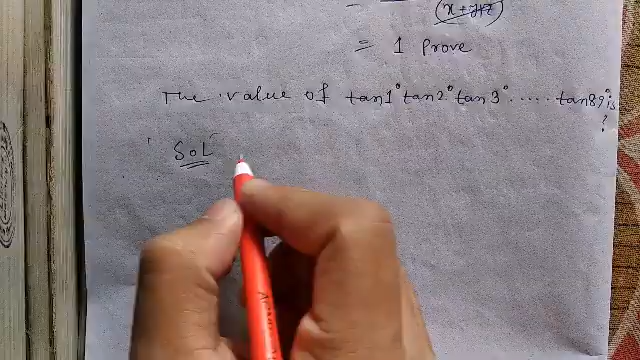 (x+y+z)
= 1 Prove
The value of tan1° tan2° tan3° ..... tan89° is
?
SOL